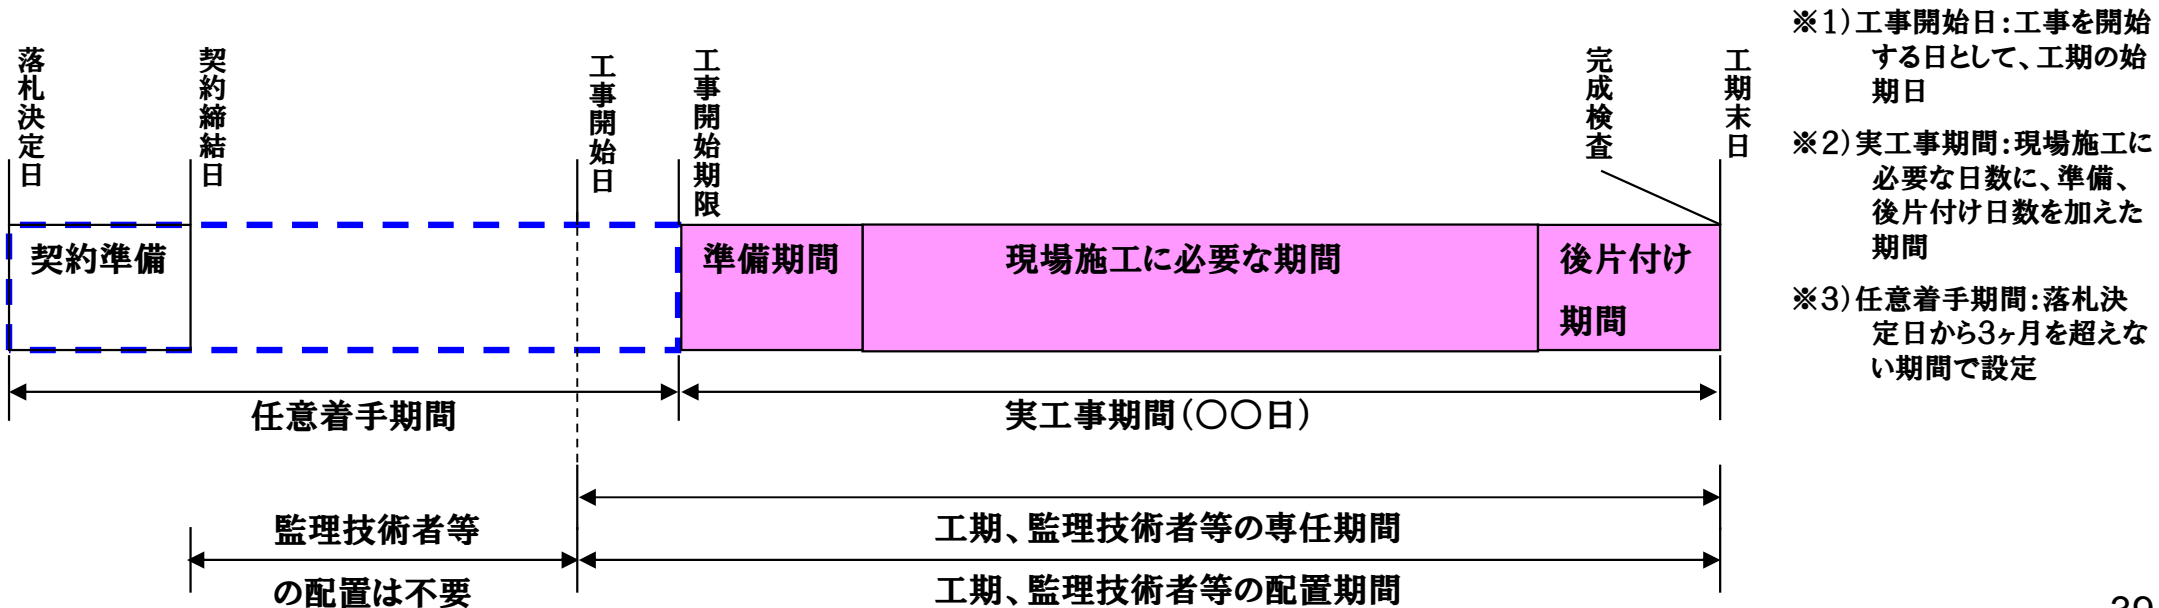 落札決定日
契約締結日
工事開始日
工事開始期限
完成検査
工期末日
契約準備
準備期間
現場施工に必要な期間
後片付け
期間
任意着手期間
実工事期間(○○日)
監理技術者等
の配置は不要
工期、監理技術者等の専任期間
工期、監理技術者等の配置期間
※1)工事開始日:工事を開始
する日として、工期の始
期日
※2)実工事期間:現場施工に
必要な日数に、準備、
後片付け日数を加えた
期間
※3)任意着手期間:落札決
定日から3ヶ月を超えな
い期間で設定